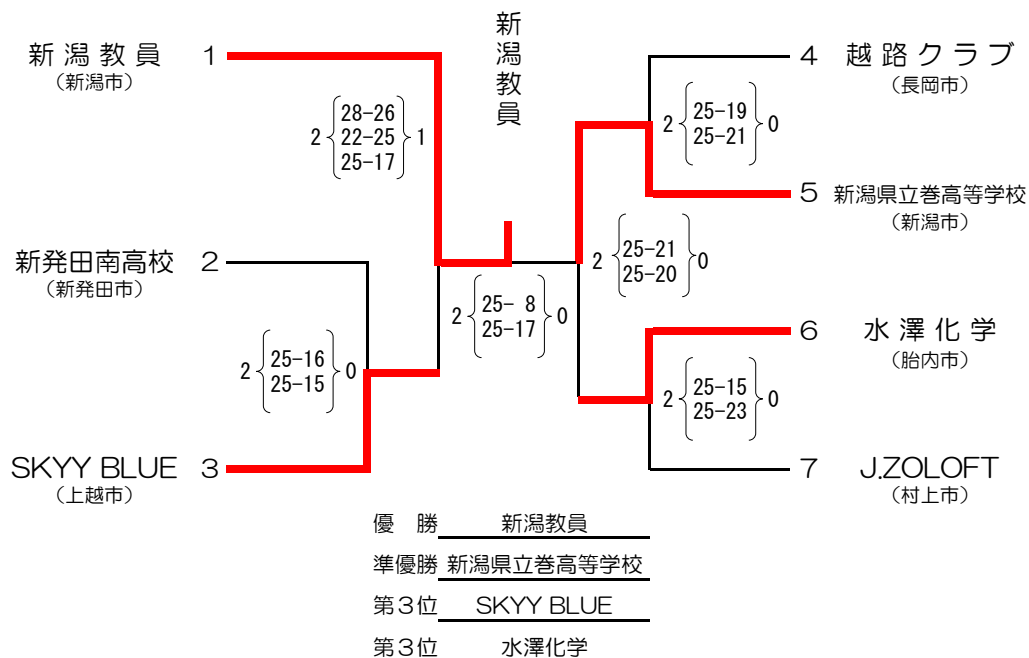 新潟教員
新潟教員 1
（新潟市）
2 28-26 1
22-25
25-17
新発田南高校 2
（新発田市）
2 25-16 0
25-15
SKYY BLUE 3
（上越市）
2 25- 8 0
25-17
4 越路クラブ
（長岡市）
2 25-19 0
25-21
5 新潟県立巻高等学校
（新潟市）
2 25-21 0
25-20
6 水澤化学
（胎内市）
2 25-15 0
25-23
7 J.ZOLOFT
（村上市）
優　勝 新潟教員
準優勝 新潟県立巻高等学校
第３位 SKYY BLUE
第３位 水澤化学